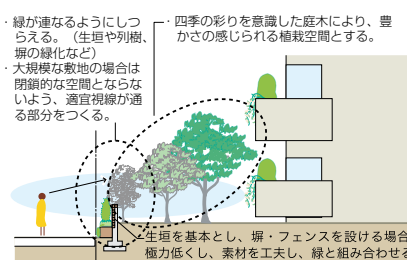 ・緑が連なるようにしつ
らえる。（生垣や列樹、
塀の緑化など）
・大規模な敷地の場合は
閉鎖的な空間とならな
いよう、適宜視線が通
る部分をつくる。
・四季の彩りを意識した庭木により、豊
かさの感じられる植栽空間とする。
生垣を基本とし、塀・フェンスを設ける場合
極力低くし、素材を工夫し、緑と組み合わせる